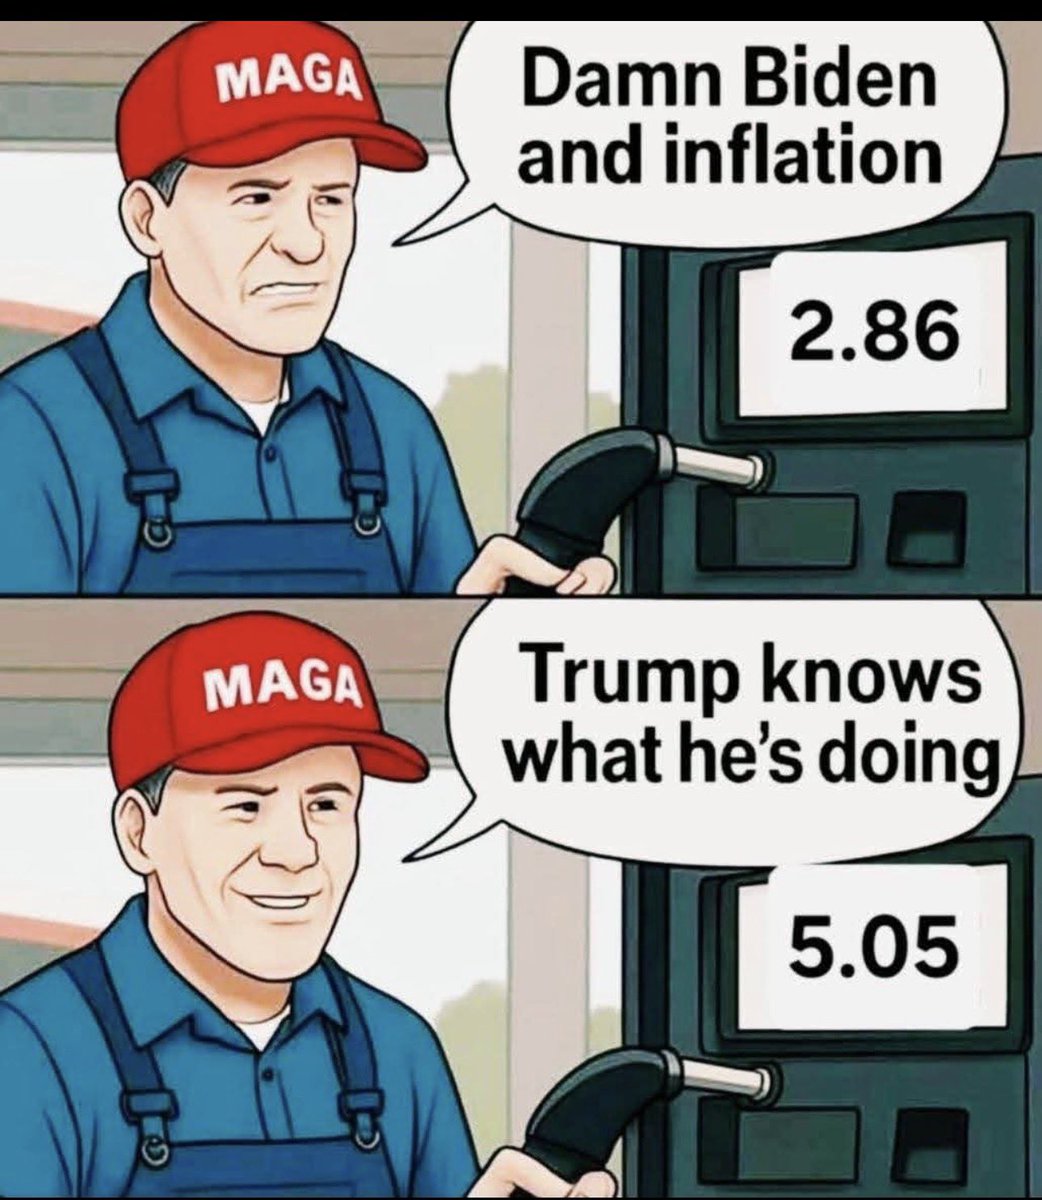 MAGA
Damn Biden
and inflation
2.86
MAGA
Trump knows
what he's doing
5.05